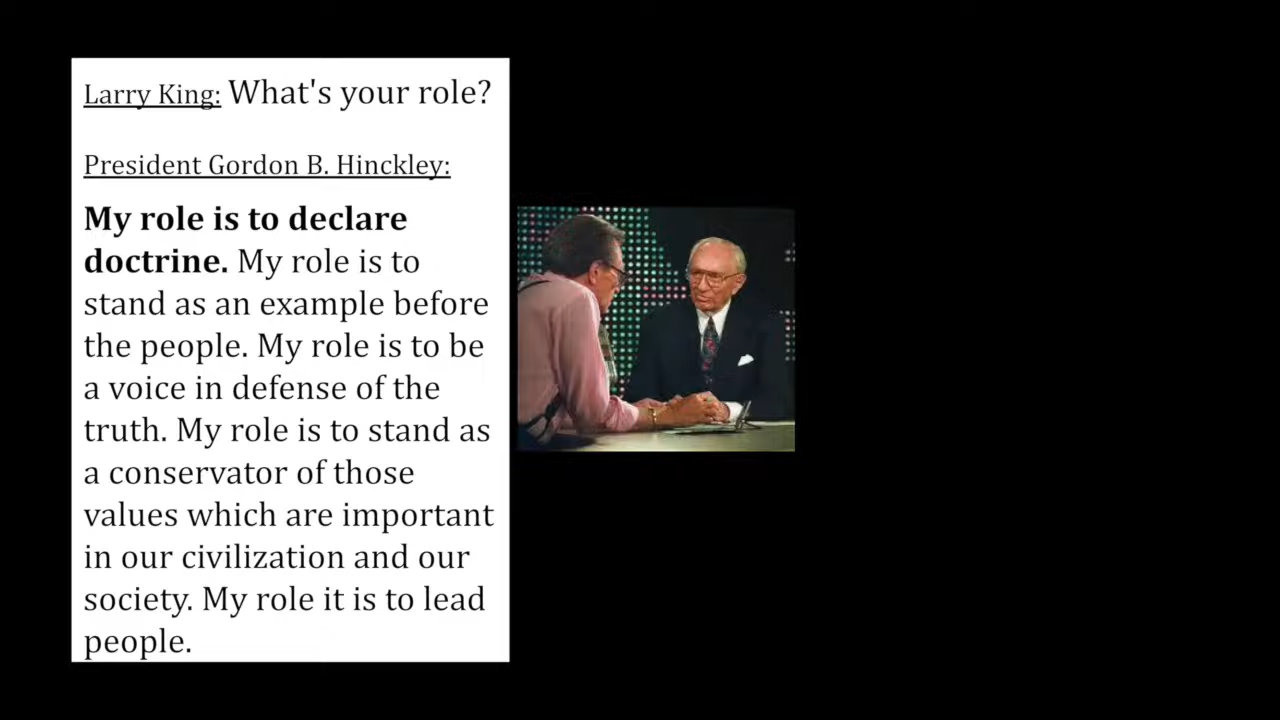 Larry King: What's your role?
President Gordon B. Hinckley:
My role is to declare
doctrine. My role is to
stand as an example before
the people. My role is to be
a voice in defense of the
truth. My role is to stand as
a conservator of those
values which are important
in our civilization and our
society. My role it is to lead
people.